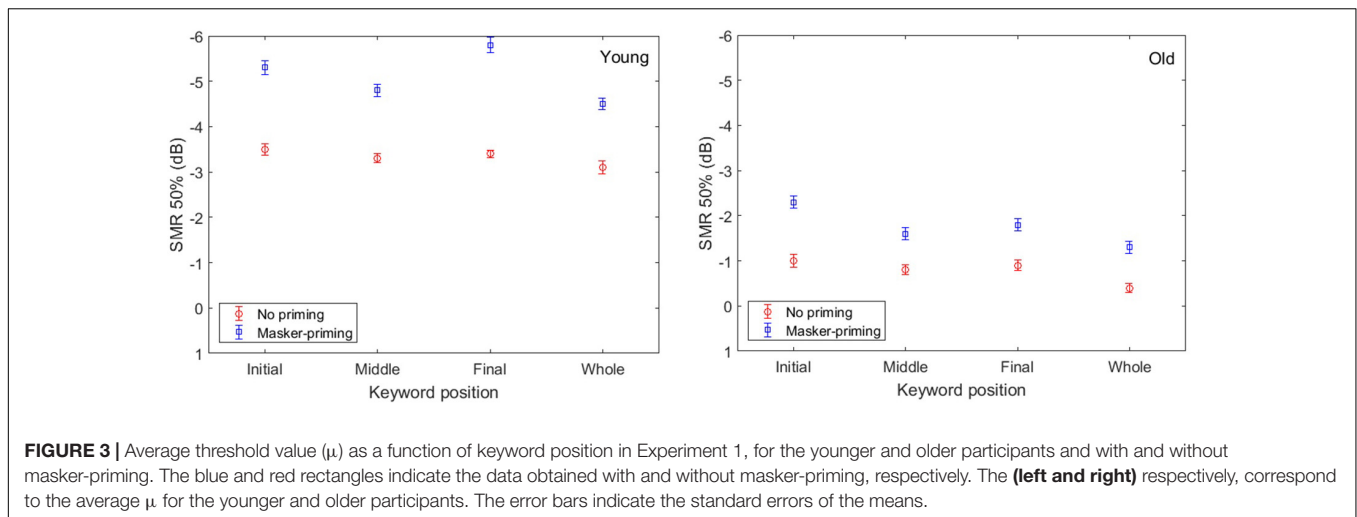 -6
-5
-4
-3
-2
-1
0
1
SMR 50% (dB)
Young
No priming
Masker-priming
Initial Middle Final Whole
Keyword position
-6
-5
-4
-3
-2
-1
0
1
SMR 50% (dB)
Old
No priming
Masker-priming
Initial Middle Final Whole
Keyword position
FIGURE 3 | Average threshold value (μ) as a function of keyword position in Experiment 1, for the younger and older participants and with and without
masker-priming. The blue and red rectangles indicate the data obtained with and without masker-priming, respectively. The (left and right) respectively, correspond
to the average μ for the younger and older participants. The error bars indicate the standard errors of the means.